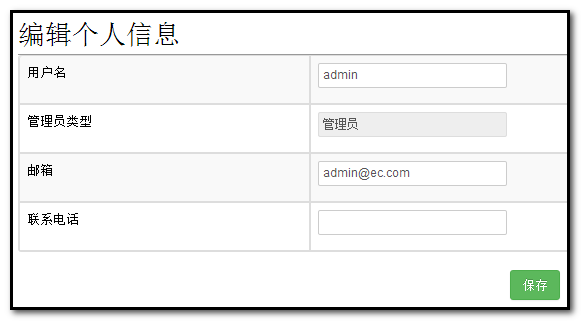 编辑个人信息
用户名 admin
管理员类型 管理员
邮箱 admin@ec.com
联系电话
保存